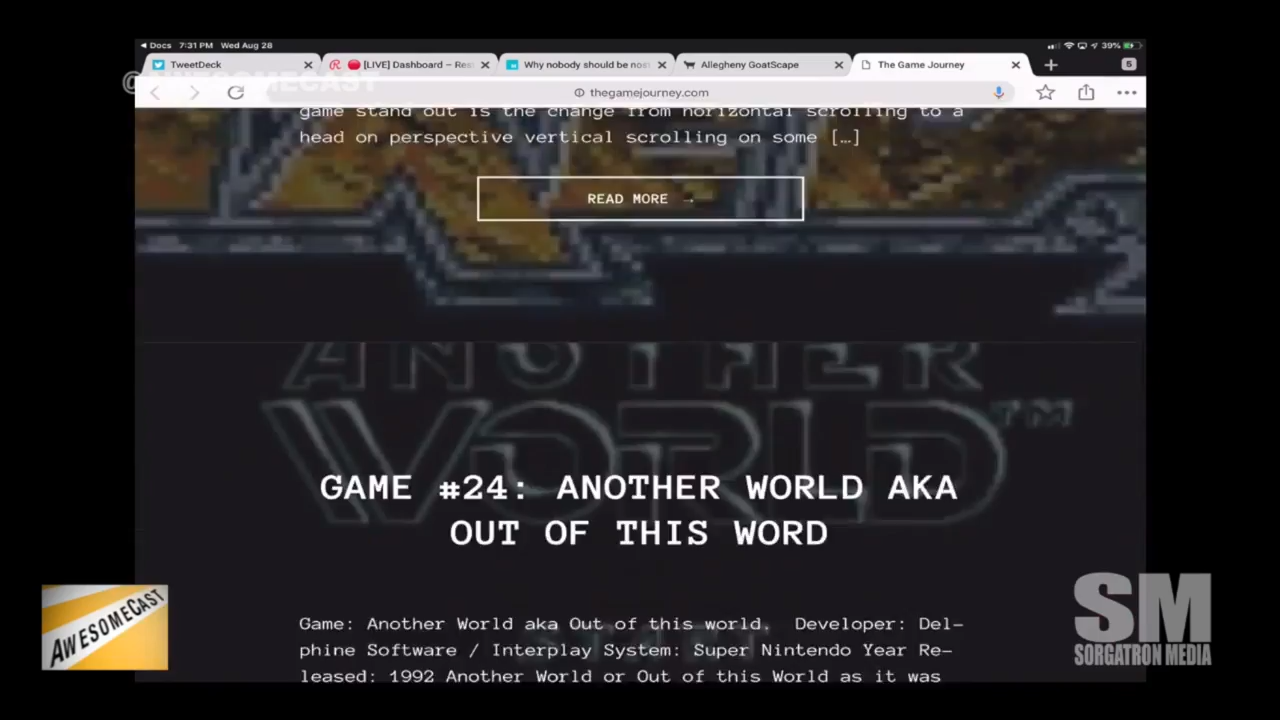 Docs 7:31 PM Wed Aug 28 39%
TweetDeck [LIVE] Dashboard – Res Why nobody should be nos Allegheny GoatScape The Game Journey 5
@AWESOMECAST
thegamejourney.com
game stand out is the change from horizontal scrolling to a
head on perspective vertical scrolling on some […]
READ MORE →
ANOTHER
WORLD™
GAME #24: ANOTHER WORLD AKA
OUT OF THIS WORD
Game: Another World aka Out of this world. Developer: Del–
phine Software / Interplay System: Super Nintendo Year Re–
leased: 1992 Another World or Out of this World as it was
AWESOMECAST
SM
SORGATRON MEDIA